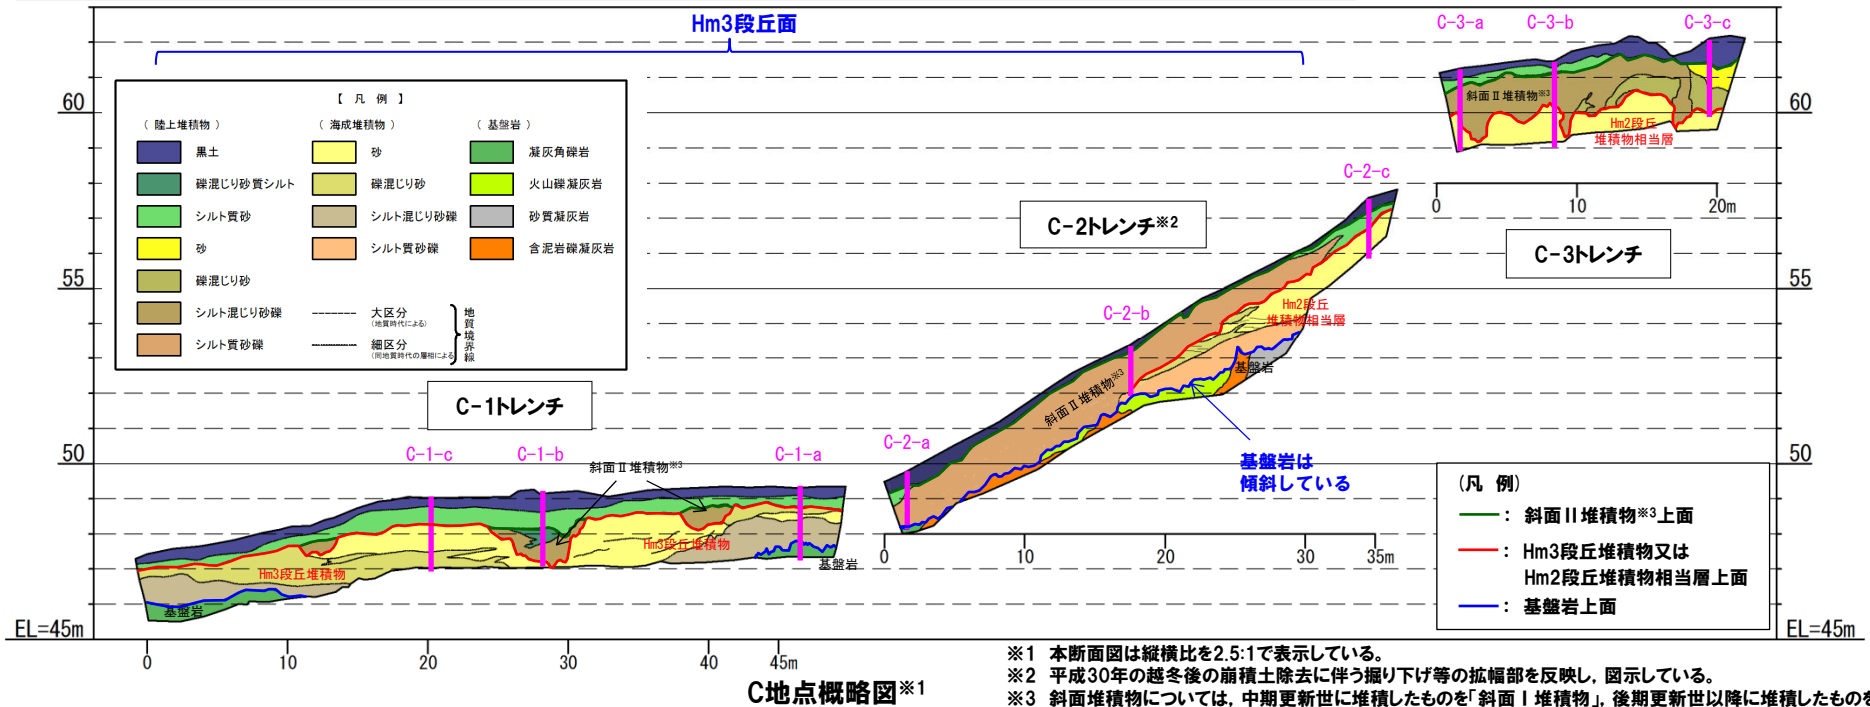 Hm3段丘面
C-3-a
C-3-b
C-3-c
【 凡 例 】
（ 陸上堆積物 ）
（ 海成堆積物 ）
（ 基盤岩 ）
黒土
砂
凝灰角礫岩
礫混じり砂質シルト
礫混じり砂
火山礫凝灰岩
シルト質砂
シルト混じり砂礫
砂質凝灰岩
砂
シルト質砂礫
含泥岩礫凝灰岩
礫混じり砂
シルト混じり砂礫
大区分
(地質時代による)
シルト質砂礫
細区分
(同地質時代の層相による)
地質境界線
60
55
50
EL=45m
60
55
50
EL=45m
斜面Ⅱ堆積物※3
Hm2段丘
堆積物相当層
0
10
20m
C-3トレンチ
C-2-c
C-2トレンチ※2
C-2-b
Hm2段丘
堆積物相当層
基盤岩
斜面Ⅱ堆積物※3
C-2-a
基盤岩は
傾斜している
0
10
20
30
35m
C-1トレンチ
C-1-c
C-1-b
C-1-a
斜面Ⅱ堆積物※3
Hm3段丘堆積物
Hm3段丘堆積物
基盤岩
基盤岩
0
10
20
30
40
45m
(凡 例)
： 斜面Ⅱ堆積物※3上面
： Hm3段丘堆積物又は
Hm2段丘堆積物相当層上面
： 基盤岩上面
C地点概略図※1
※1 本断面図は縦横比を2.5:1で表示している。
※2 平成30年の越冬後の崩積土除去に伴う掘り下げ等の拡幅部を反映し，図示している。
※3 斜面堆積物については，中期更新世に堆積したものを「斜面Ⅰ堆積物」，後期更新世以降に堆積したものを